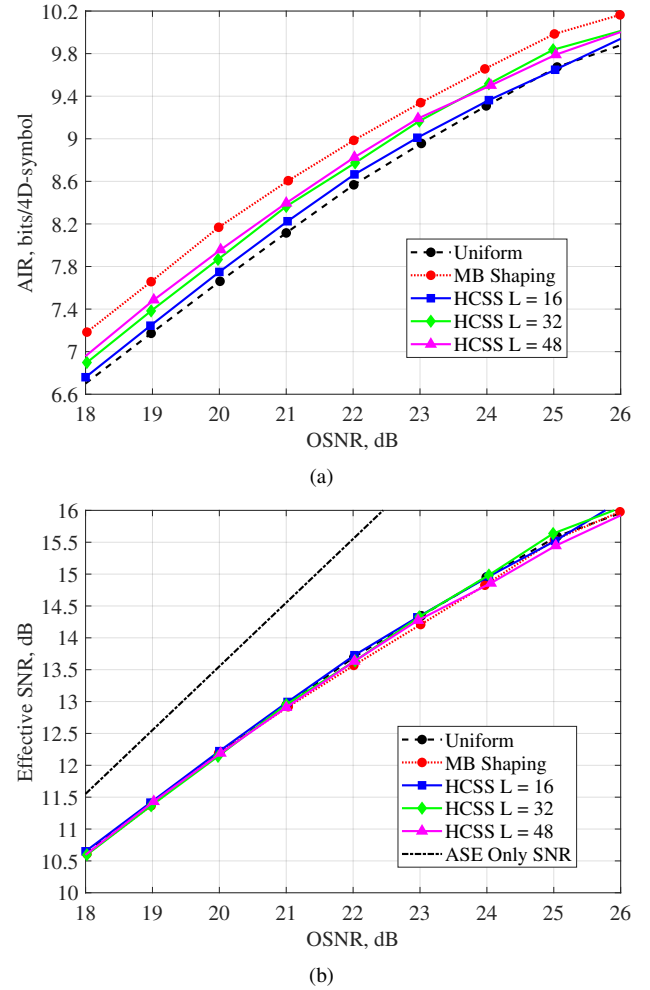 10.2
9.8
9.4
9
8.6
8.2
7.8
7.4
7
6.6
AIR, bits/4D-symbol
Uniform
MB Shaping
HCSS L = 16
HCSS L = 32
HCSS L = 48
18 19 20 21 22 23 24 25 26
OSNR, dB
(a)
16
15.5
15
14.5
14
13.5
13
12.5
12
11.5
11
10.5
10
Effective SNR, dB
Uniform
MB Shaping
HCSS L = 16
HCSS L = 32
HCSS L = 48
ASE Only SNR
18 19 20 21 22 23 24 25 26
OSNR, dB
(b)